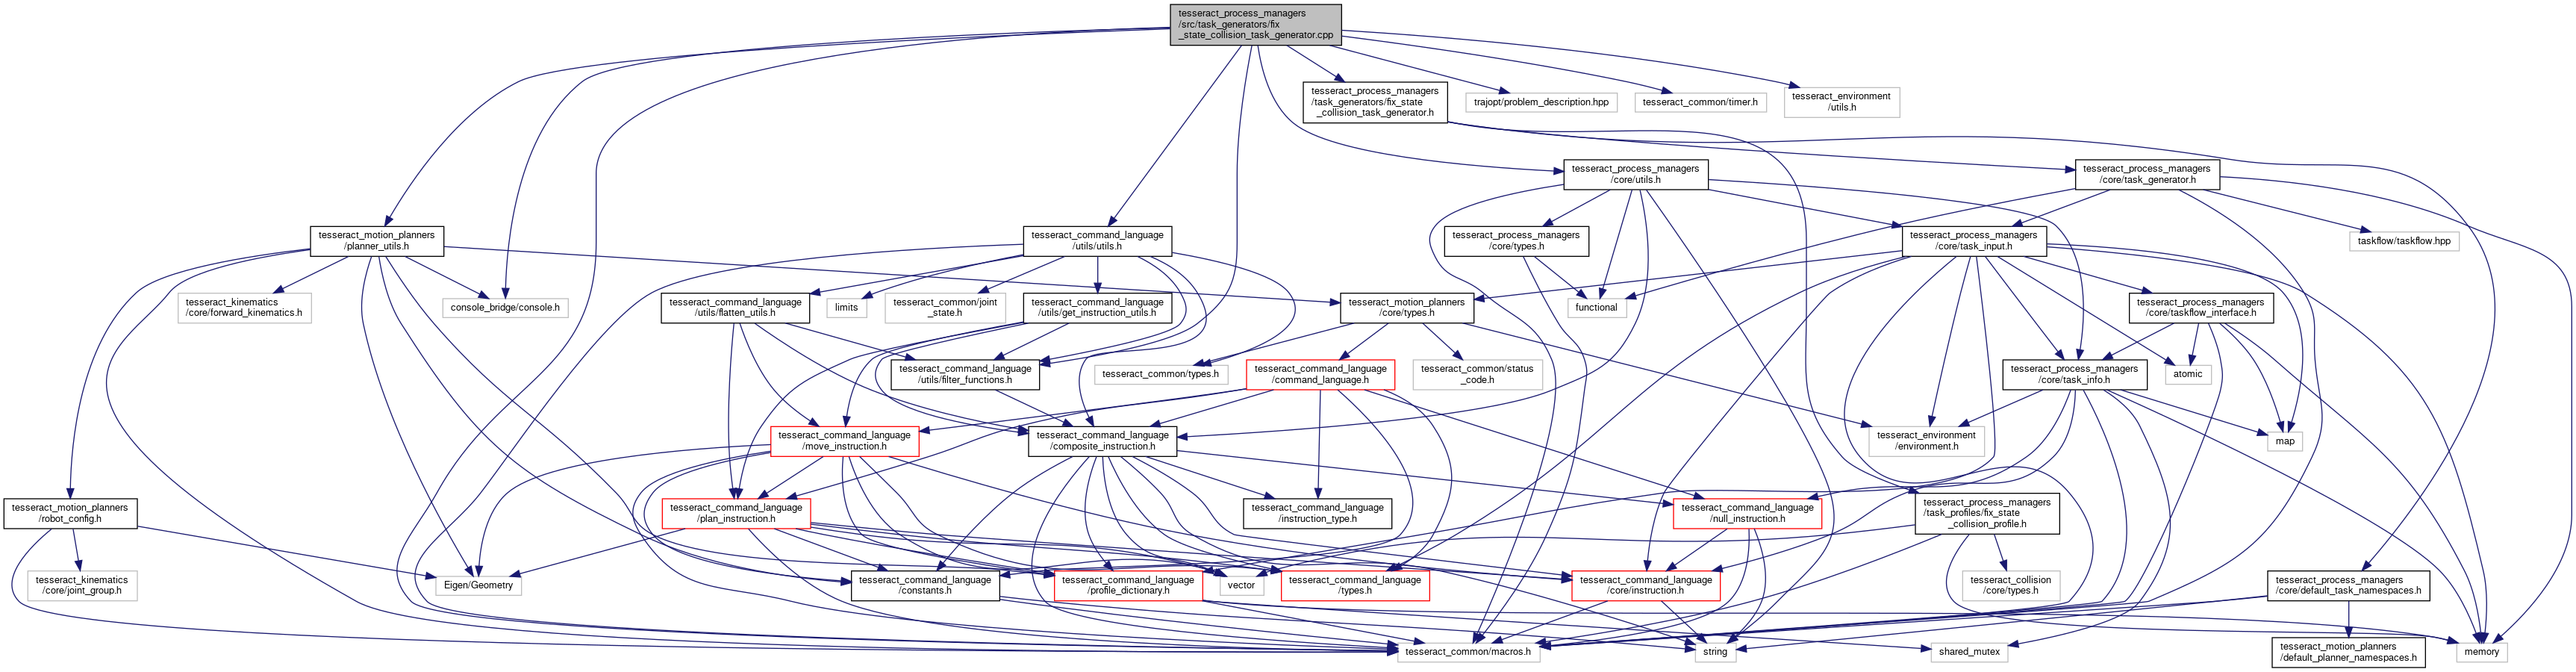 tesseract_process_managers
/src/task_generators/fix
_state_collision_task_generator.cpp
tesseract_process_managers
/task_generators/fix_state
_collision_task_generator.h
trajopt/problem_description.hpp
tesseract_common/timer.h
tesseract_environment
/utils.h
tesseract_process_managers
/core/utils.h
tesseract_process_managers
/core/task_generator.h
tesseract_motion_planners
/planner_utils.h
tesseract_command_language
/utils/utils.h
tesseract_process_managers
/core/types.h
tesseract_process_managers
/core/task_input.h
taskflow/taskflow.hpp
tesseract_kinematics
/core/forward_kinematics.h
console_bridge/console.h
tesseract_command_language
/utils/flatten_utils.h
limits
tesseract_common/joint
_state.h
tesseract_command_language
/utils/get_instruction_utils.h
tesseract_motion_planners
/core/types.h
functional
tesseract_process_managers
/core/taskflow_interface.h
tesseract_command_language
/utils/filter_functions.h
tesseract_common/types.h
tesseract_command_language
/command_language.h
tesseract_common/status
_code.h
tesseract_process_managers
/core/task_info.h
atomic
tesseract_command_language
/move_instruction.h
tesseract_command_language
/composite_instruction.h
tesseract_environment
/environment.h
map
tesseract_motion_planners
/robot_config.h
tesseract_command_language
/plan_instruction.h
tesseract_command_language
/instruction_type.h
tesseract_command_language
/null_instruction.h
tesseract_process_managers
/task_profiles/fix_state
_collision_profile.h
tesseract_kinematics
/core/joint_group.h
Eigen/Geometry
tesseract_command_language
/constants.h
tesseract_command_language
/profile_dictionary.h
vector
tesseract_command_language
/types.h
tesseract_command_language
/core/instruction.h
tesseract_collision
/core/types.h
tesseract_process_managers
/core/default_task_namespaces.h
tesseract_common/macros.h
string
shared_mutex
tesseract_motion_planners
/default_planner_namespaces.h
memory